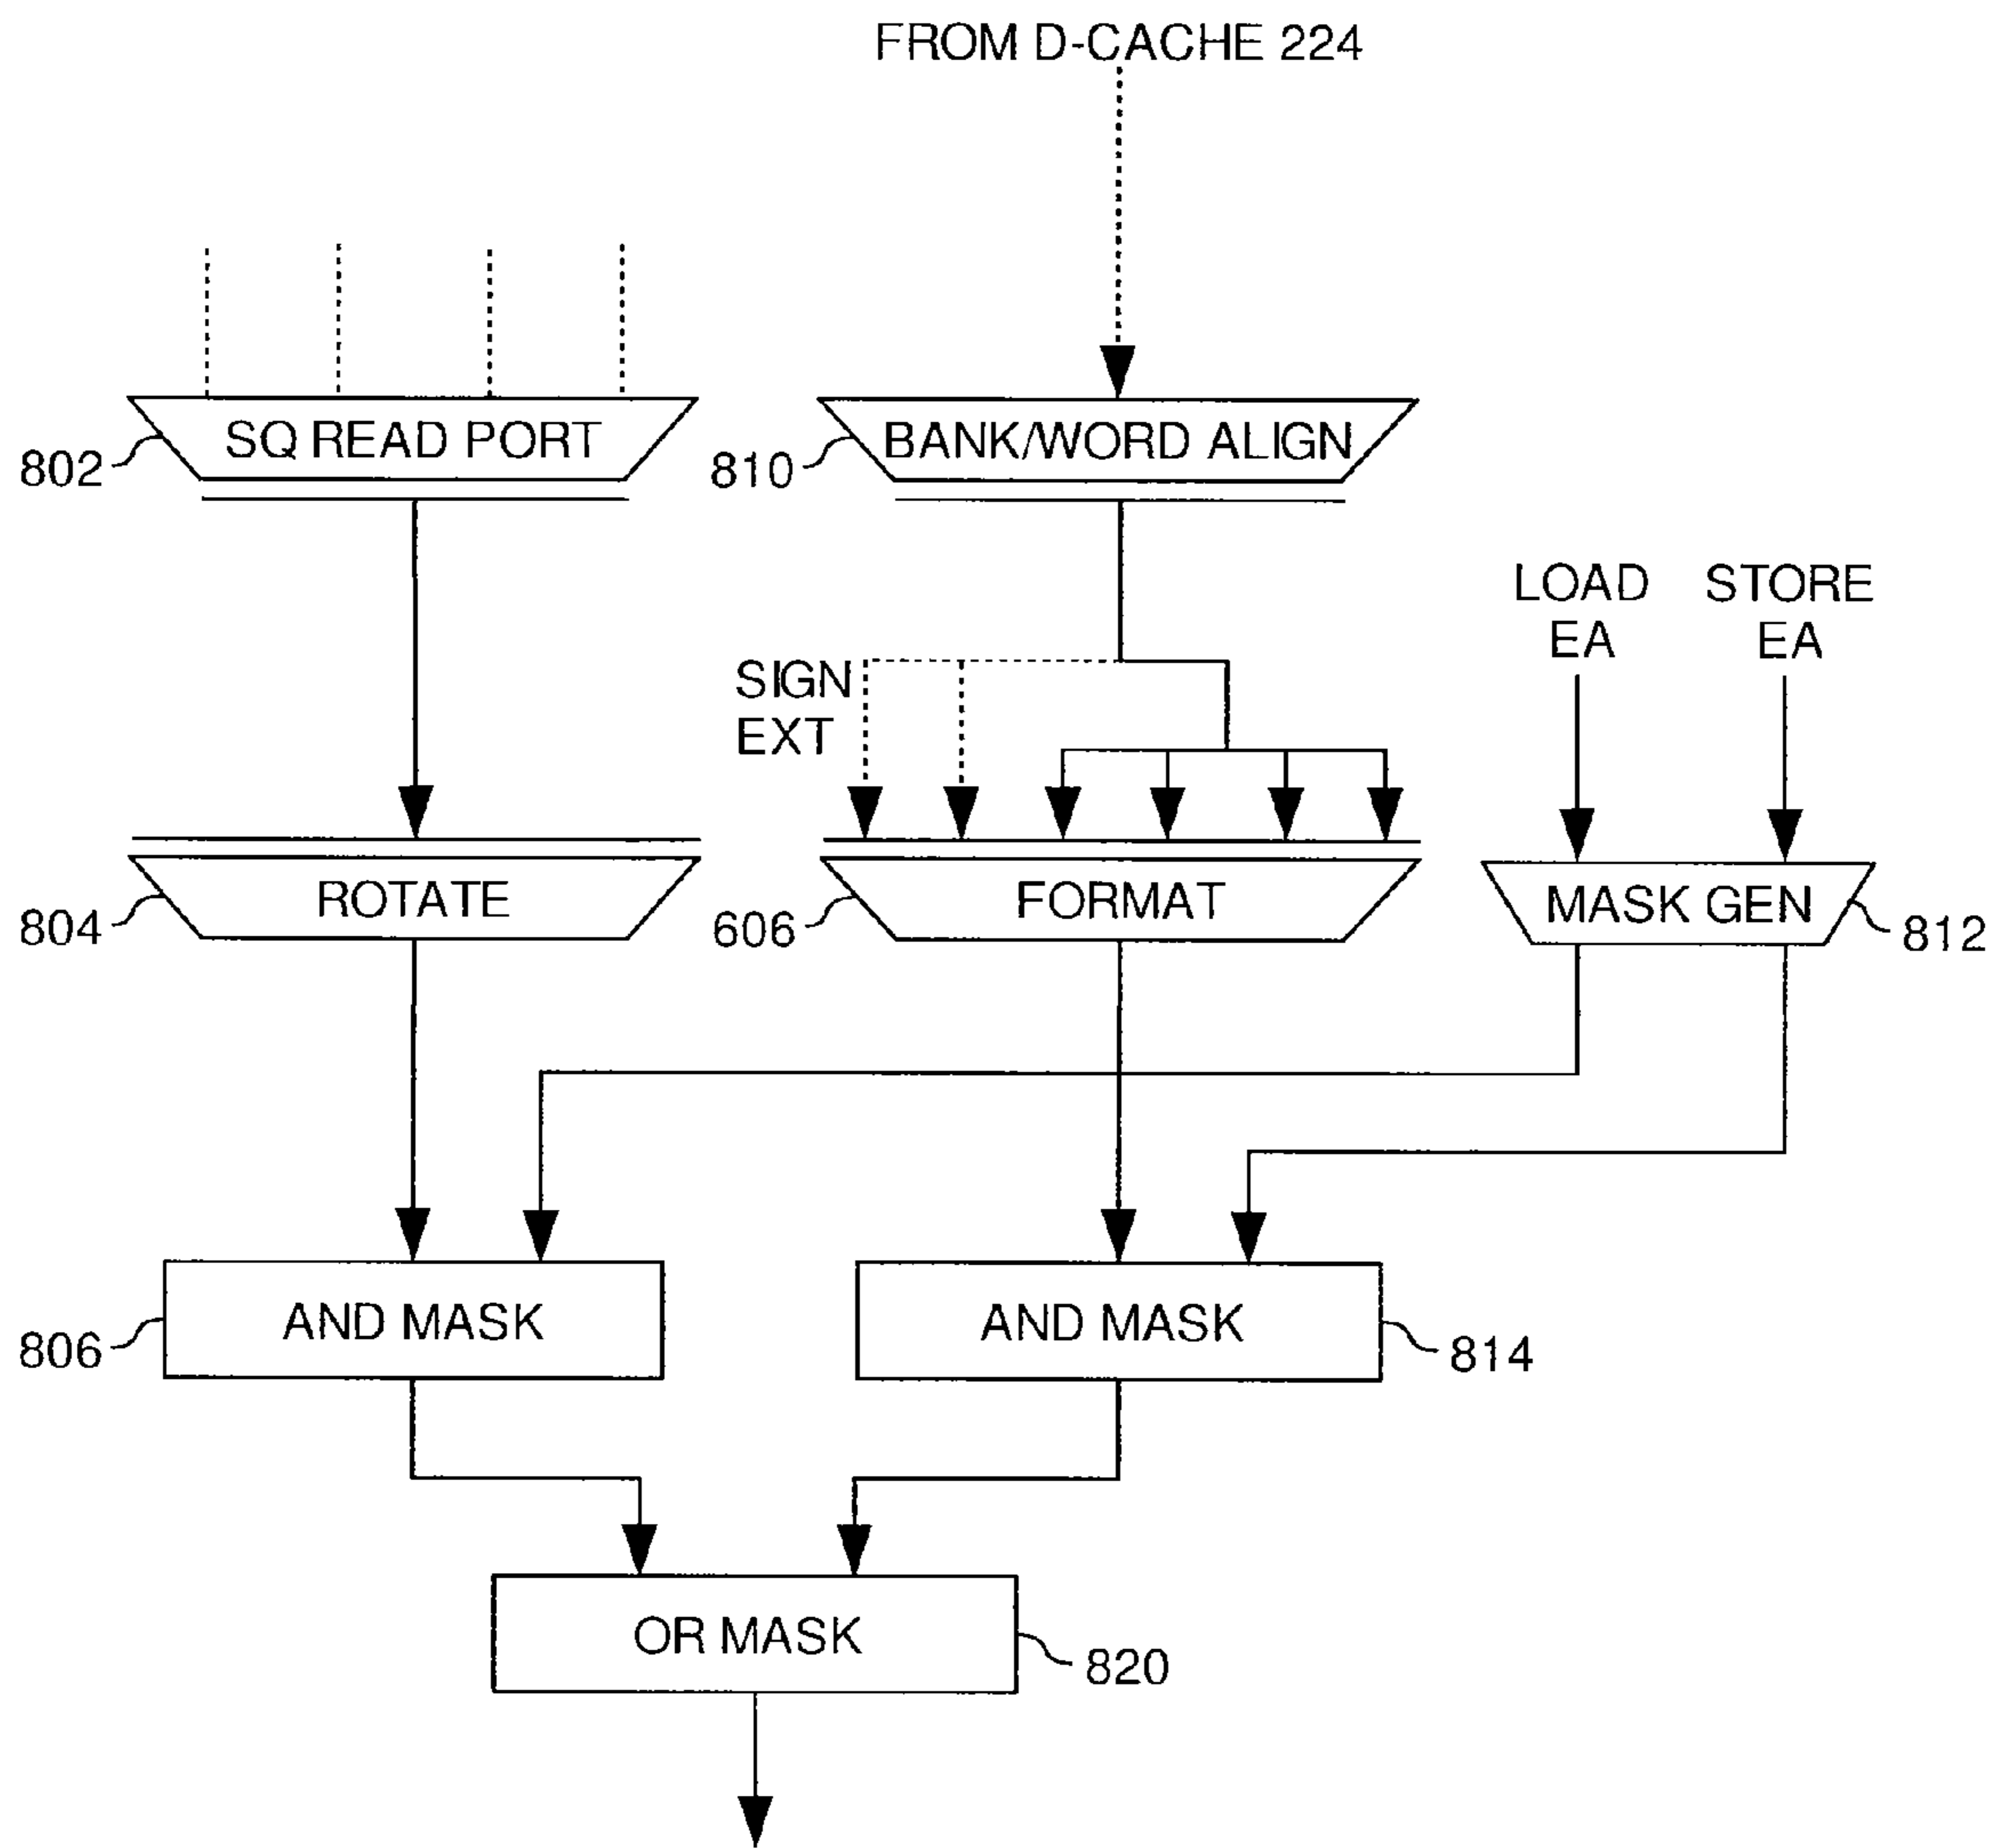 FROM D-CACHE 224
SQ READ PORT
802
BANK/WORD ALIGN
810
LOAD
EA
STORE
EA
SIGN
EXT
ROTATE
804
FORMAT
606
MASK GEN
812
AND MASK
806
AND MASK
814
OR MASK
820